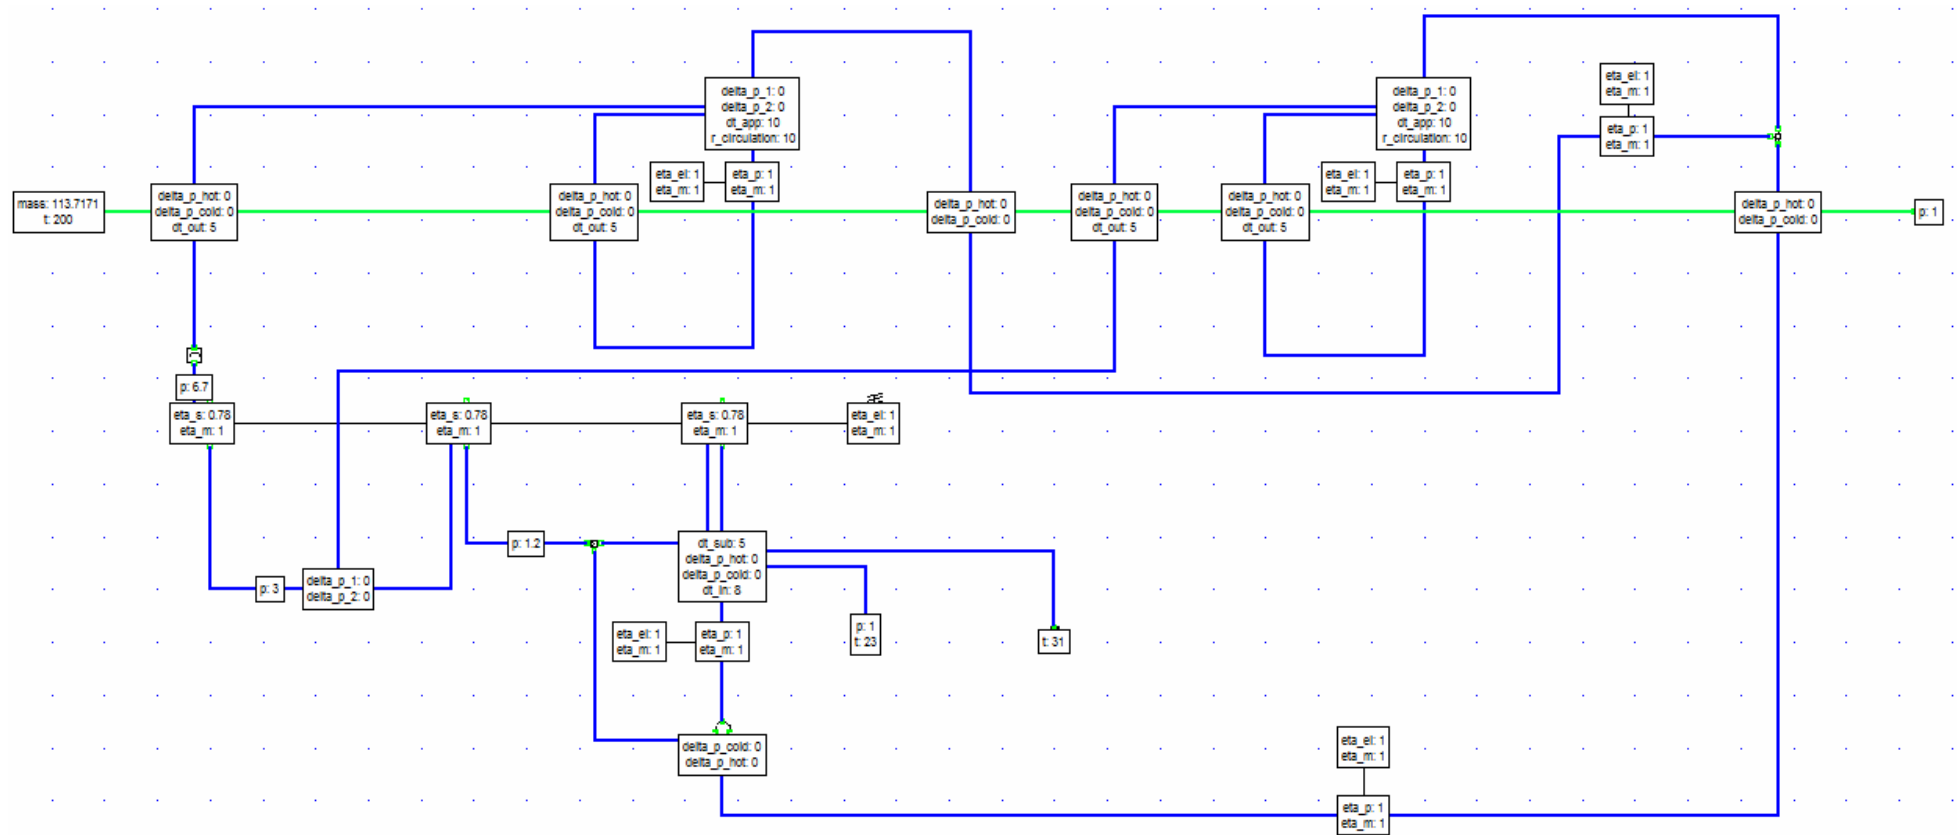 delta_p_1: 0
delta_p_2: 0
dt_app: 10
r_circulation: 10
delta_p_1: 0
delta_p_2: 0
dt_app: 10
r_circulation: 10
eta_el: 1
eta_m: 1
eta_p: 1
eta_m: 1
eta_el: 1
eta_m: 1
eta_p: 1
eta_m: 1
eta_el: 1
eta_m: 1
eta_p: 1
eta_m: 1
mass: 113.7171
t: 200
delta_p_hot: 0
delta_p_cold: 0
dt_out: 5
delta_p_hot: 0
delta_p_cold: 0
dt_out: 5
delta_p_hot: 0
delta_p_cold: 0
delta_p_hot: 0
delta_p_cold: 0
dt_out: 5
delta_p_hot: 0
delta_p_cold: 0
dt_out: 5
delta_p_hot: 0
delta_p_cold: 0
p: 1
p: 6.7
eta_s: 0.78
eta_m: 1
eta_s: 0.78
eta_m: 1
eta_s: 0.78
eta_m: 1
eta_el: 1
eta_m: 1
p: 1.2
dt_sub: 5
delta_p_hot: 0
delta_p_cold: 0
dt_in: 8
p: 3
delta_p_1: 0
delta_p_2: 0
eta_el: 1
eta_m: 1
eta_p: 1
eta_m: 1
p: 1
t: 23
t: 31
delta_p_cold: 0
delta_p_hot: 0
eta_el: 1
eta_m: 1
eta_p: 1
eta_m: 1